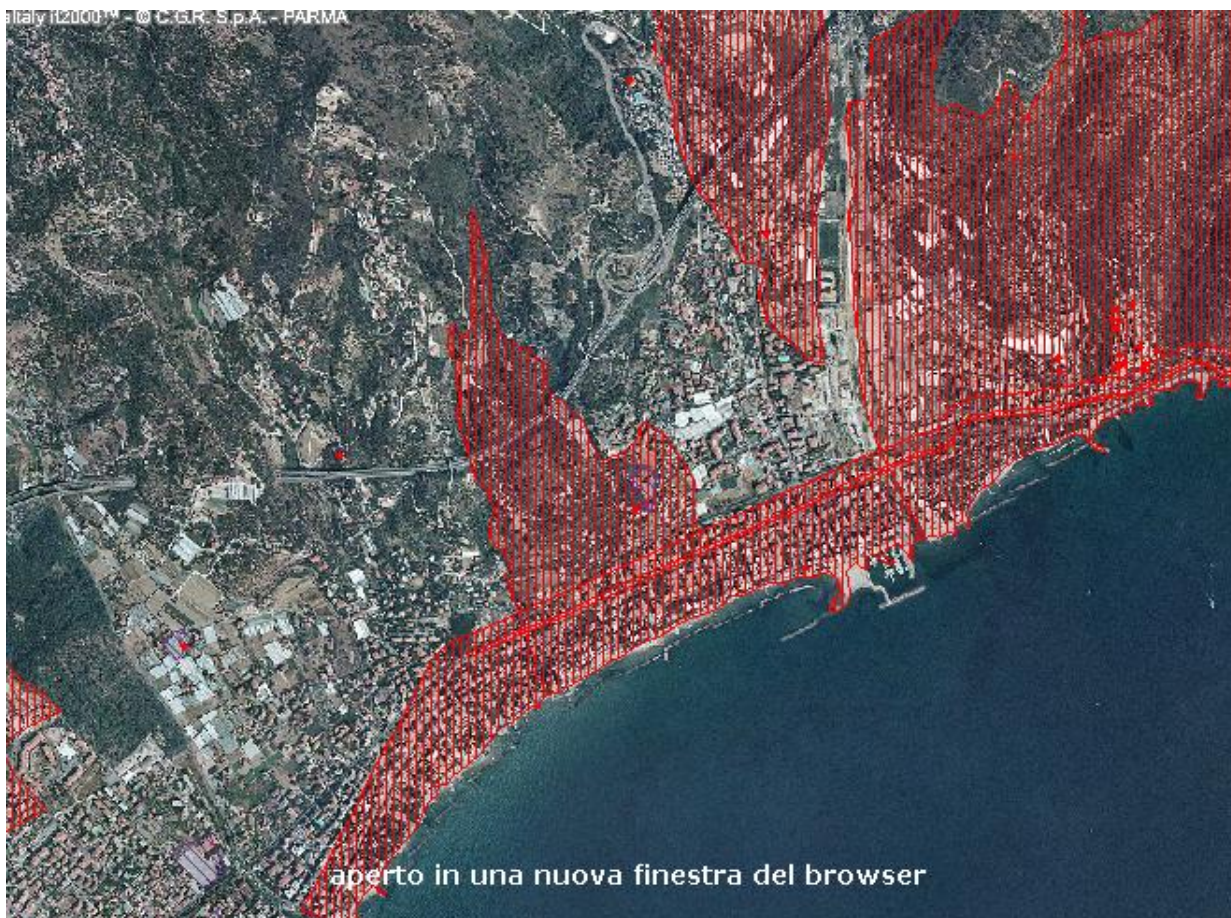 aItaly it2000™ - © C.G.R. S.p.A. - PARMA
aperto in una nuova finestra del browser